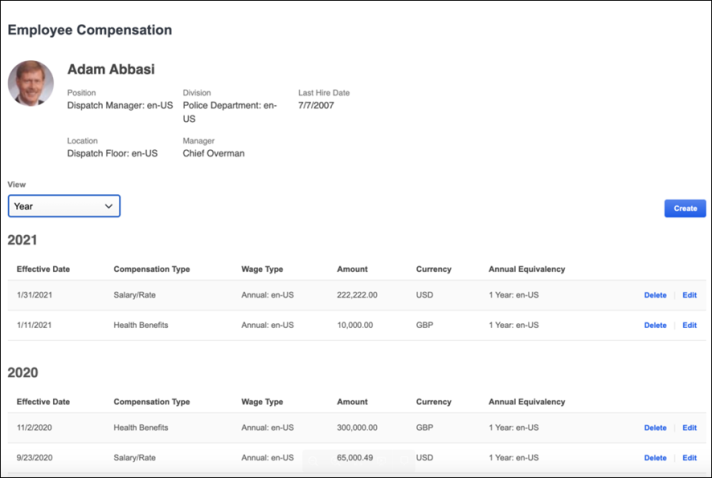 Employee Compensation
Adam Abbasi
Position Division Last Hire Date
Dispatch Manager: en-US Police Department: en- 7/7/2007
US
Location Manager
Dispatch Floor: en-US Chief Overman
View
Year
Create
2021
Effective Date Compensation Type Wage Type Amount Currency Annual Equivalency
1/31/2021 Salary/Rate Annual: en-US 222,222.00 USD 1 Year: en-US Delete Edit
1/11/2021 Health Benefits Annual: en-US 10,000.00 GBP 1 Year: en-US Delete Edit
2020
Effective Date Compensation Type Wage Type Amount Currency Annual Equivalency
11/2/2020 Health Benefits Annual: en-US 300,000.00 GBP 1 Year: en-US Delete Edit
9/23/2020 Salary/Rate Annual: en-US 65,000.49 USD 1 Year: en-US Delete Edit